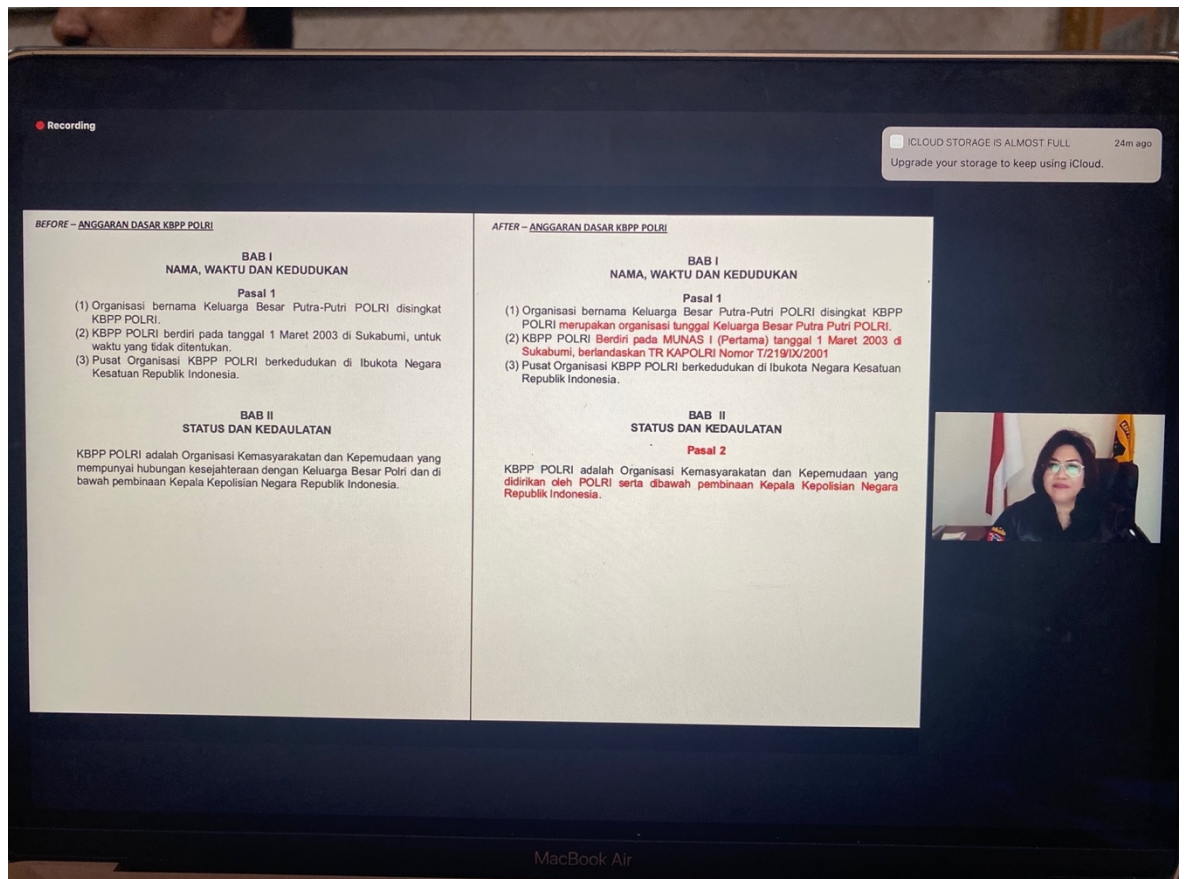 Recording
ICLOUD STORAGE IS ALMOST FULL 24m ago
Upgrade your storage to keep using iCloud.
BEFORE – ANGGARAN DASAR KBPP POLRI
BAB I
NAMA, WAKTU DAN KEDUDUKAN
Pasal 1
(1) Organisasi bernama Keluarga Besar Putra-Putri POLRI disingkat
KBPP POLRI.
(2) KBPP POLRI berdiri pada tanggal 1 Maret 2003 di Sukabumi, untuk
waktu yang tidak ditentukan.
(3) Pusat Organisasi KBPP POLRI berkedudukan di Ibukota Negara
Kesatuan Republik Indonesia.
BAB II
STATUS DAN KEDAULATAN
KBPP POLRI adalah Organisasi Kemasyarakatan dan Kepemudaan yang
mempunyai hubungan kesejahteraan dengan Keluarga Besar Polri dan di
bawah pembinaan Kepala Kepolisian Negara Republik Indonesia.
AFTER – ANGGARAN DASAR KBPP POLRI
BAB I
NAMA, WAKTU DAN KEDUDUKAN
Pasal 1
(1) Organisasi bernama Keluarga Besar Putra-Putri POLRI disingkat KBPP
POLRI merupakan organisasi tunggal Keluarga Besar Putra Putri POLRI.
(2) KBPP POLRI Berdiri pada MUNAS I (Pertama) tanggal 1 Maret 2003 di
Sukabumi, berlandaskan TR KAPOLRI Nomor T/219/IX/2001
(3) Pusat Organisasi KBPP POLRI berkedudukan di Ibukota Negara Kesatuan
Republik Indonesia.
BAB II
STATUS DAN KEDAULATAN
Pasal 2
KBPP POLRI adalah Organisasi Kemasyarakatan dan Kepemudaan yang
didirikan oleh POLRI serta dibawah pembinaan Kepala Kepolisian Negara
Republik Indonesia.
MacBook Air